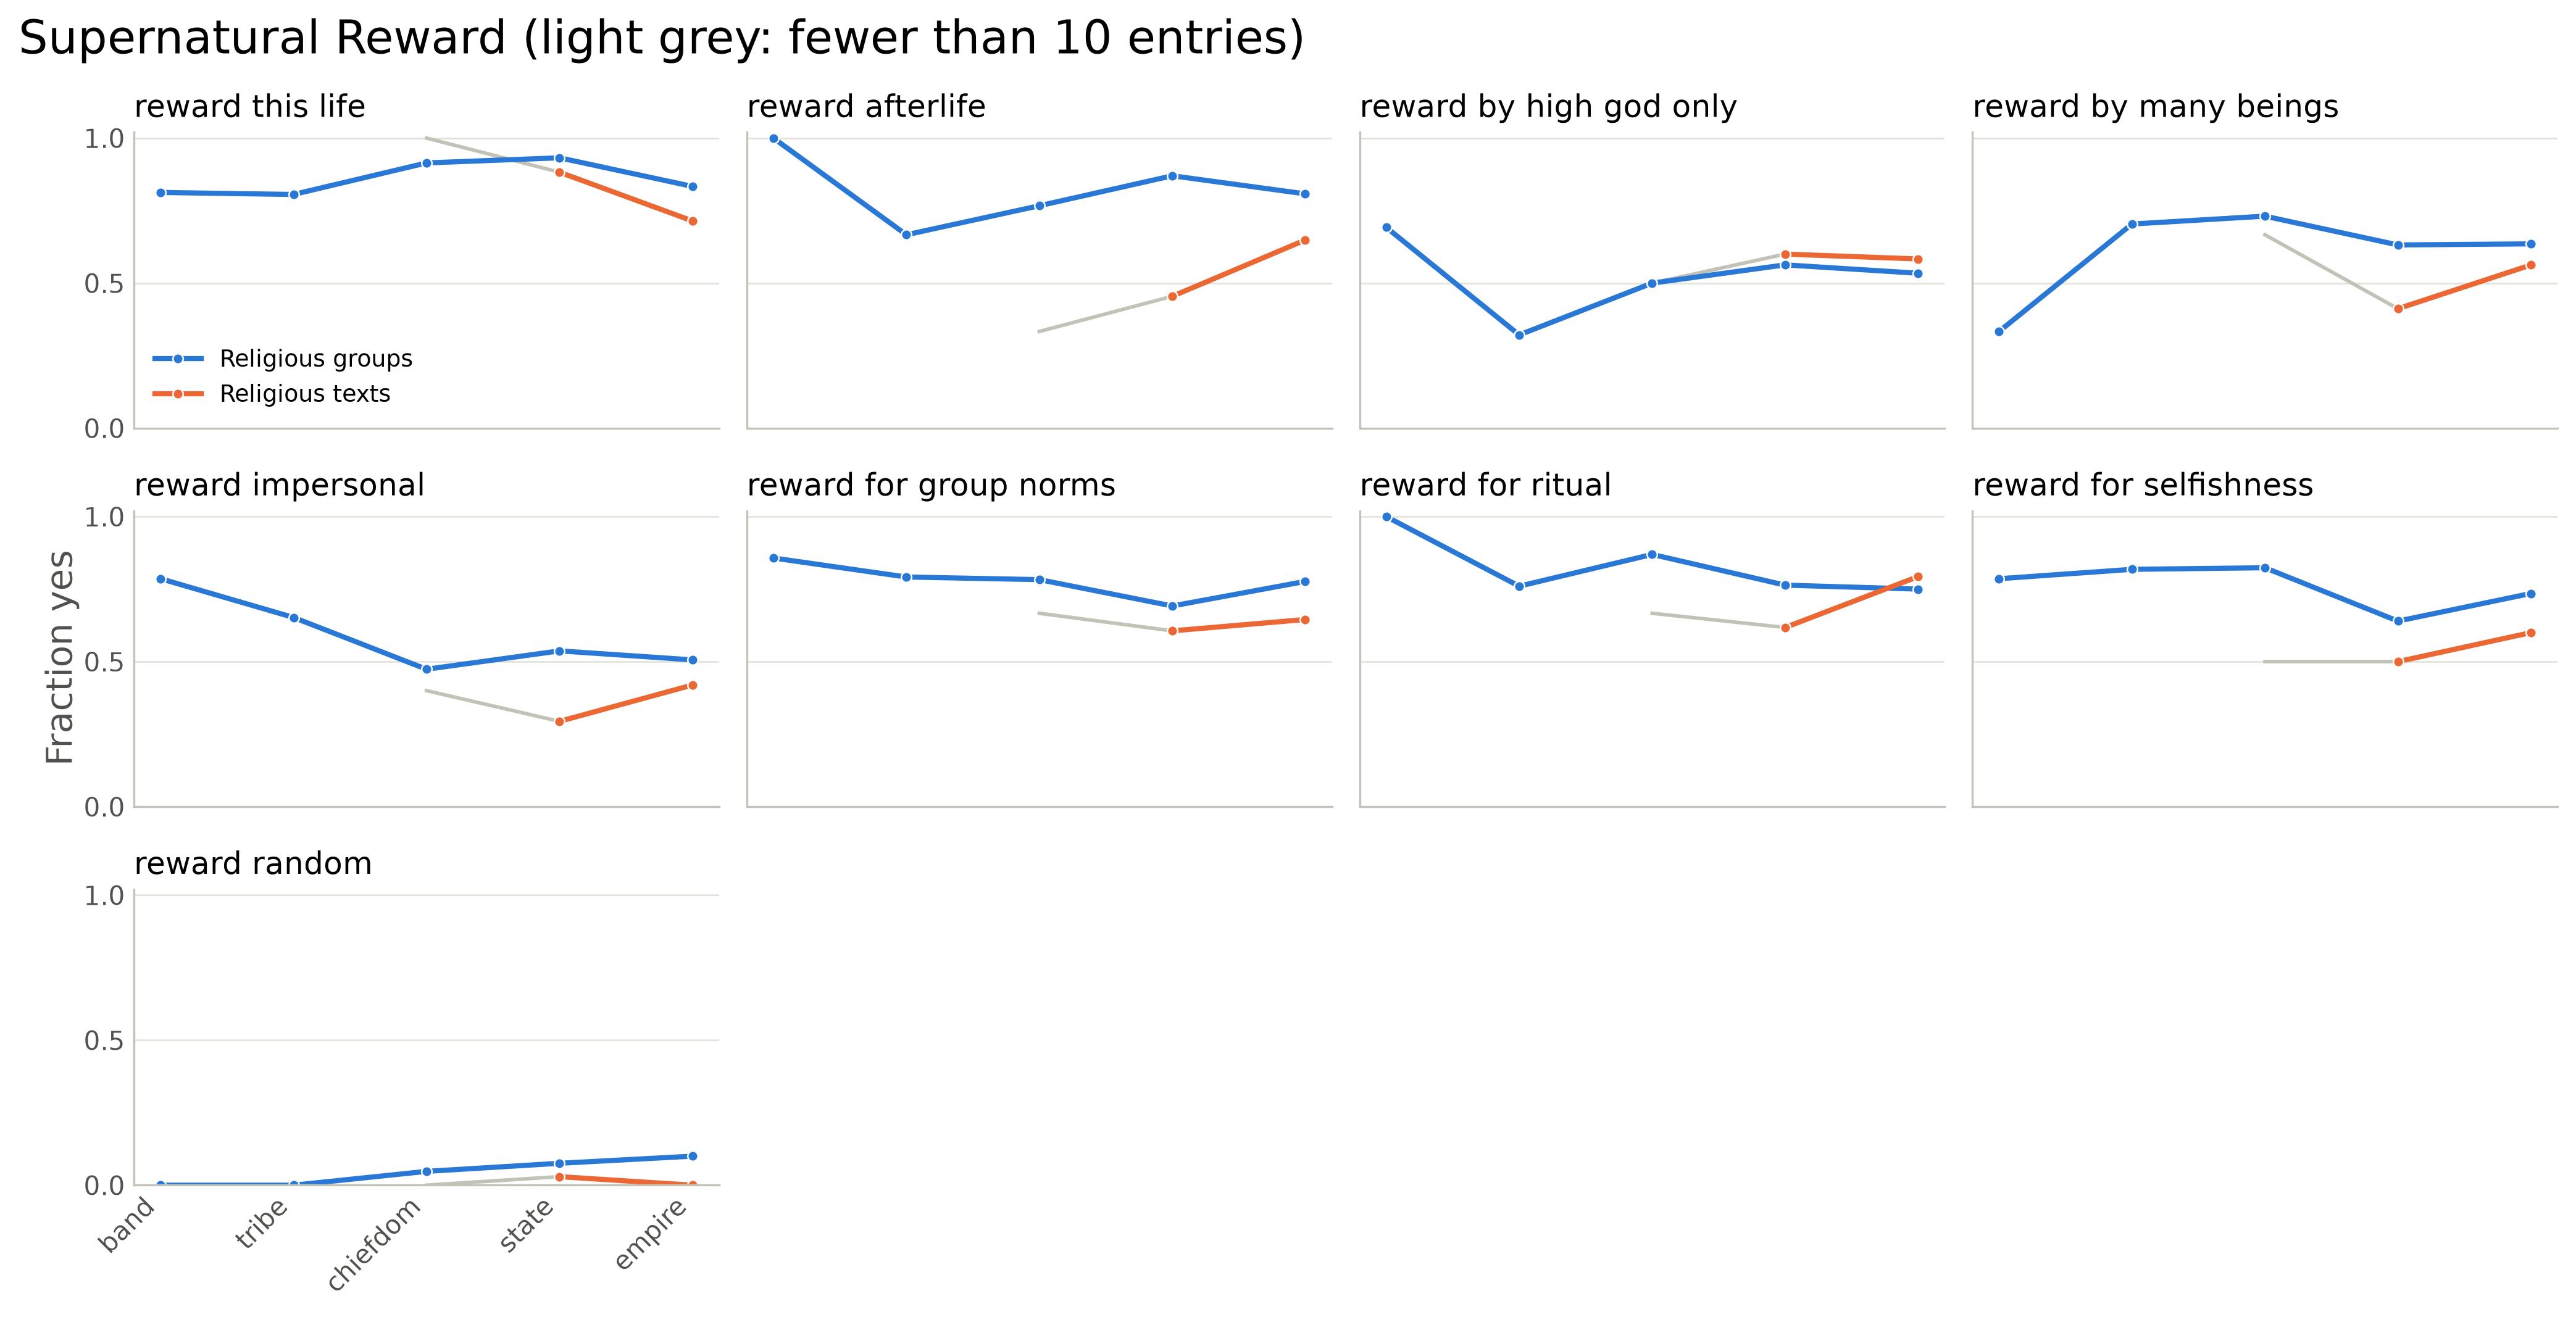 Supernatural Reward (light grey: fewer than 10 entries)
reward this life
reward afterlife
reward by high god only
reward by many beings
1.0
0.5
0.0
Religious groups
Religious texts
reward impersonal
reward for group norms
reward for ritual
reward for selfishness
Fraction yes
1.0
0.5
0.0
reward random
1.0
0.5
0.0
band
tribe
chiefdom
state
empire